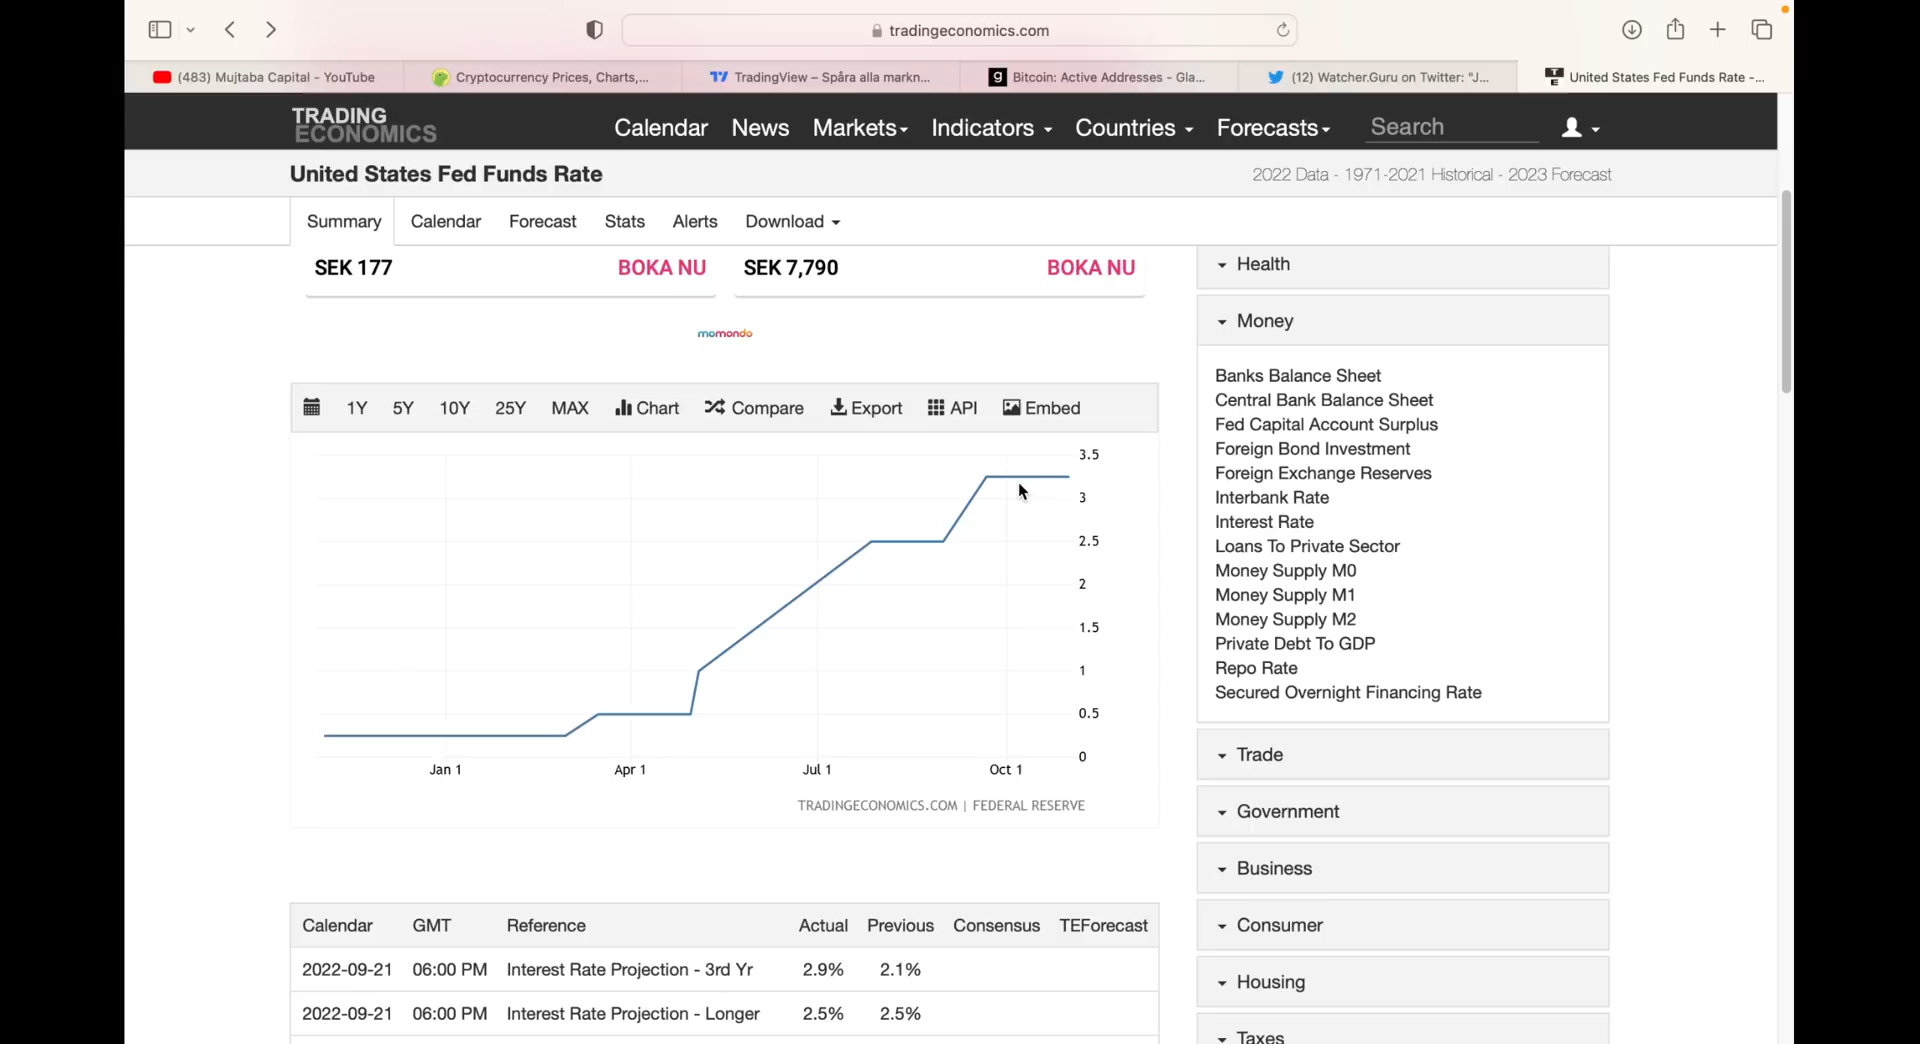 tradingeconomics.com
(483) Mujtaba Capital - YouTube
Cryptocurrency Prices, Charts,...
TradingView – Spåra alla markn...
Bitcoin: Active Addresses - Gla...
(12) Watcher.Guru on Twitter: "J...
United States Fed Funds Rate -...
TRADING
ECONOMICS
Calendar
News
Markets
Indicators
Countries
Forecasts
Search
United States Fed Funds Rate
2022 Data - 1971-2021 Historical - 2023 Forecast
Summary
Calendar
Forecast
Stats
Alerts
Download
SEK 177
BOKA NU
SEK 7,790
BOKA NU
momondo
1Y
5Y
10Y
25Y
MAX
Chart
Compare
Export
API
Embed
3.5
3
2.5
2
1.5
1
0.5
0
Jan 1
Apr 1
Jul 1
Oct 1
TRADINGECONOMICS.COM | FEDERAL RESERVE
Calendar GMT Reference Actual Previous Consensus TEForecast
2022-09-21 06:00 PM Interest Rate Projection - 3rd Yr 2.9% 2.1%
2022-09-21 06:00 PM Interest Rate Projection - Longer 2.5% 2.5%
Health
Money
Banks Balance Sheet
Central Bank Balance Sheet
Fed Capital Account Surplus
Foreign Bond Investment
Foreign Exchange Reserves
Interbank Rate
Interest Rate
Loans To Private Sector
Money Supply M0
Money Supply M1
Money Supply M2
Private Debt To GDP
Repo Rate
Secured Overnight Financing Rate
Trade
Government
Business
Consumer
Housing
Taxes